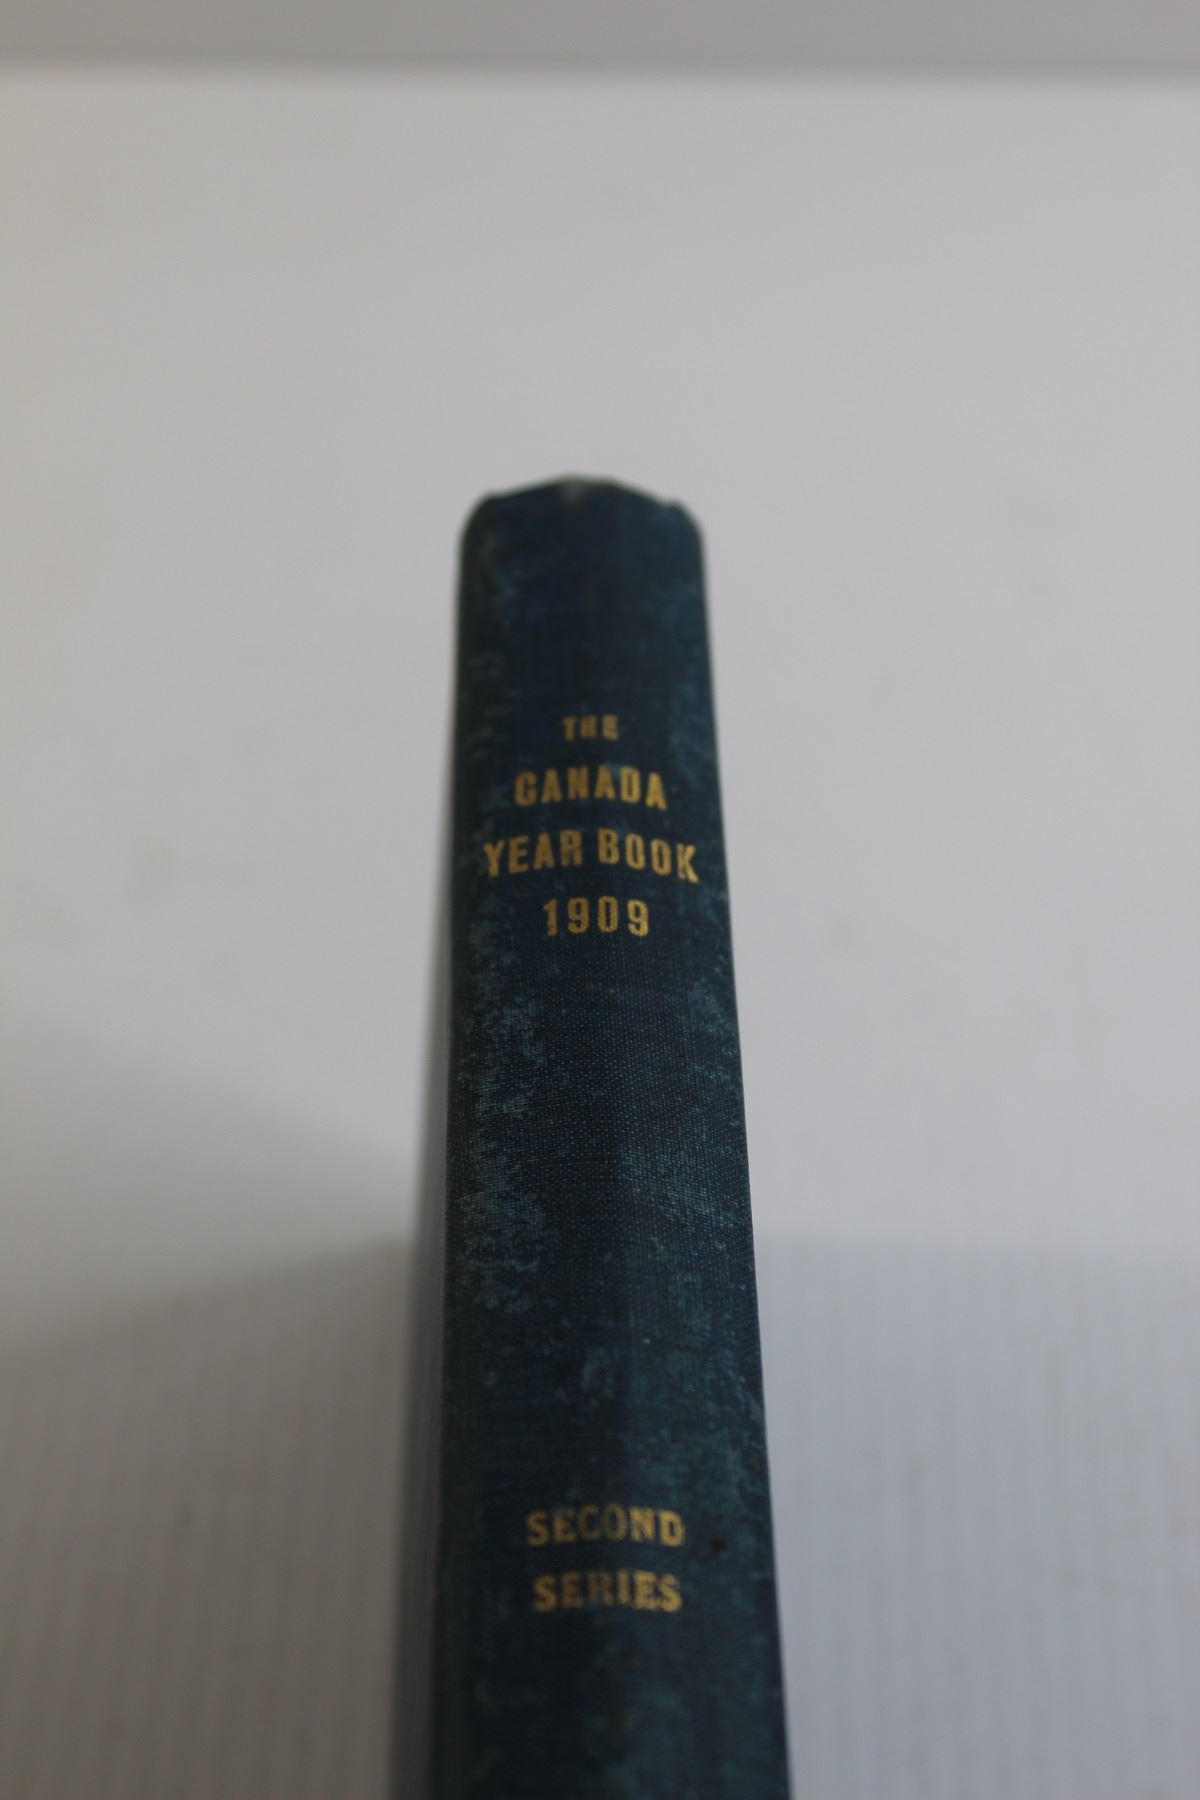 THE
CANADA
YEAR BOOK
1909
SECOND
SERIES